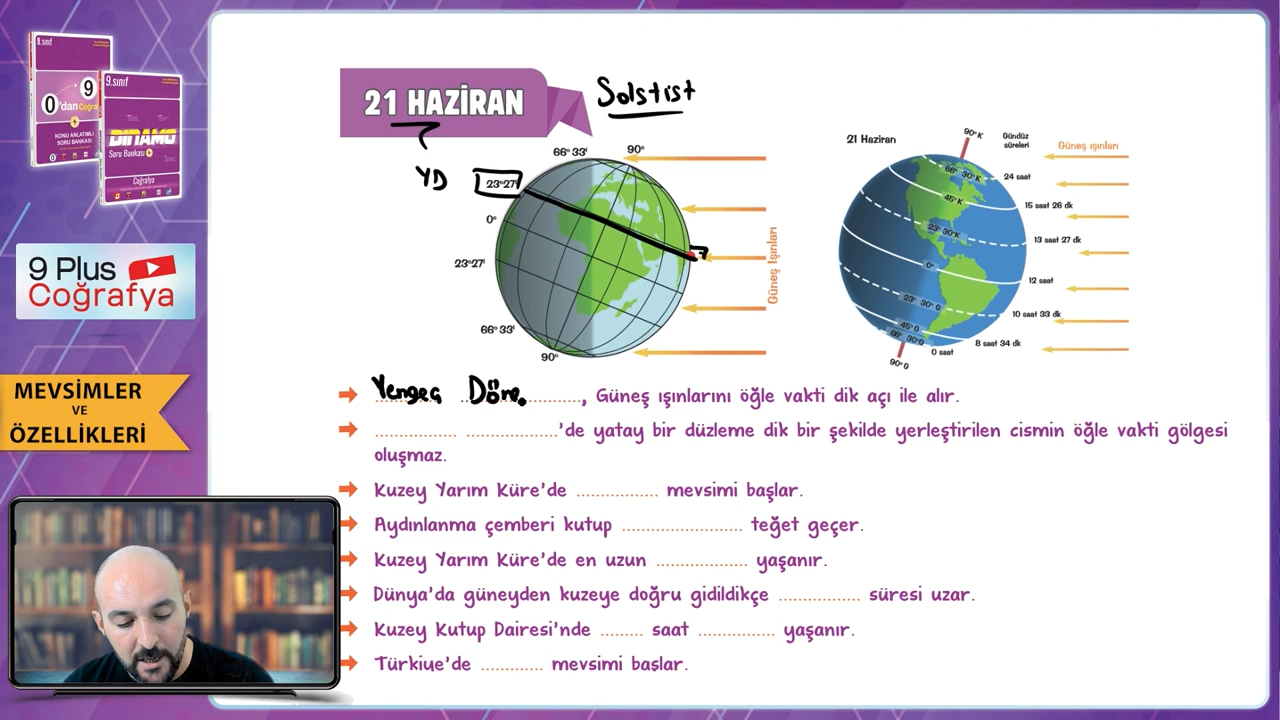 9.sınıf
0'dan 9
KONU ANLATIMLI
SORU BANKASI
9.sınıf
DINAMO
Soru Bankası
Coğrafya
9 Plus
Coğrafya
MEVSİMLER
VE
ÖZELLİKLERİ
21 HAZİRAN
Solstist
YD
66° 33'
90°
23°27'
0°
23°27'
66° 33'
90°
Güneş Işınları
21 Haziran
90°K
Gündüz
süreleri
Güneş ışınları
66° 30'K
24 saat
45°K
15 saat 26 dk
23° 30'K
13 saat 27 dk
0°
12 saat
23° 30'G
10 saat 33 dk
45°G
8 saat 34 dk
66° 30'G
0 saat
90°G
Yengeç Döne. .........., Güneş ışınlarını öğle vakti dik açı ile alır.
............... .................'de yatay bir düzleme dik bir şekilde yerleştirilen cismin öğle vakti gölgesi
oluşmaz.
Kuzey Yarım Küre'de ............... mevsimi başlar.
Aydınlanma çemberi kutup ...................... teğet geçer.
Kuzey Yarım Küre'de en uzun ................. yaşanır.
Dünya'da güneyden kuzeye doğru gidildikçe ............... süresi uzar.
Kuzey Kutup Dairesi'nde ........ saat .............. yaşanır.
Türkiye'de ........... mevsimi başlar.